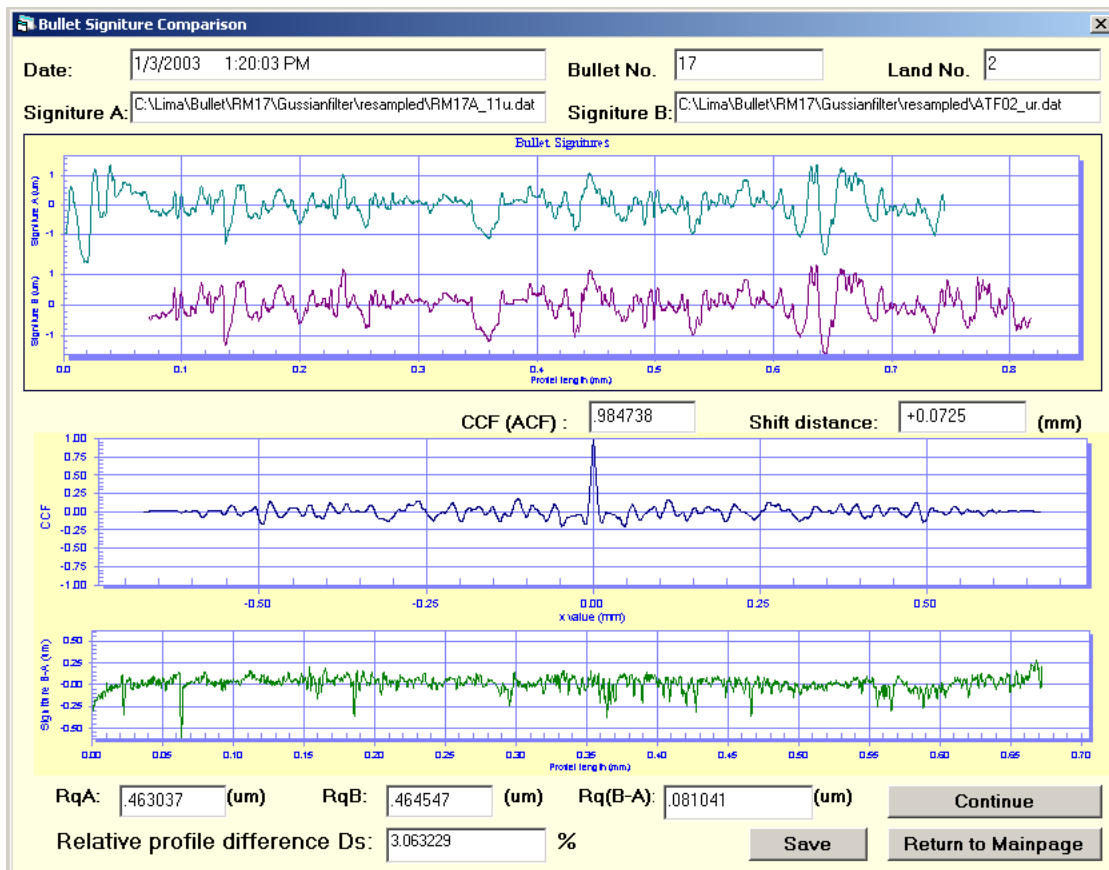 Bullet Signiture Comparison
Date: 1/3/2003 1:20:03 PM Bullet No. 17 Land No. 2
Signiture A: C:\Lima\Bullet\RM17\Gussianfilter\resampled\RM17A_11u.dat Signiture B: C:\Lima\Bullet\RM17\Gussianfilter\resampled\ATF02_ur.dat
Bullet Signitures
Signiture A (um)
1
0
-1
Signiture B (um)
1
0
-1
0.0 0.1 0.2 0.3 0.4 0.5 0.6 0.7 0.8
Profel length (mm)
CCF (ACF) : .984738 Shift distance: +0.0725 (mm)
CCF
1.00
0.75
0.50
0.25
0.00
-0.25
-0.50
-0.75
-1.00
-0.50 -0.25 0.00 0.25 0.50
x value (mm)
Signiture B-A (um)
0.50
0.25
-0.00
-0.25
-0.50
0.00 0.05 0.10 0.15 0.20 0.25 0.30 0.35 0.40 0.45 0.50 0.55 0.60 0.65 0.70
Profel length (mm)
RqA: .463037 (um) RqB: .464547 (um) Rq(B-A): .081041 (um) Continue
Relative profile difference Ds: 3.063229 % Save Return to Mainpage